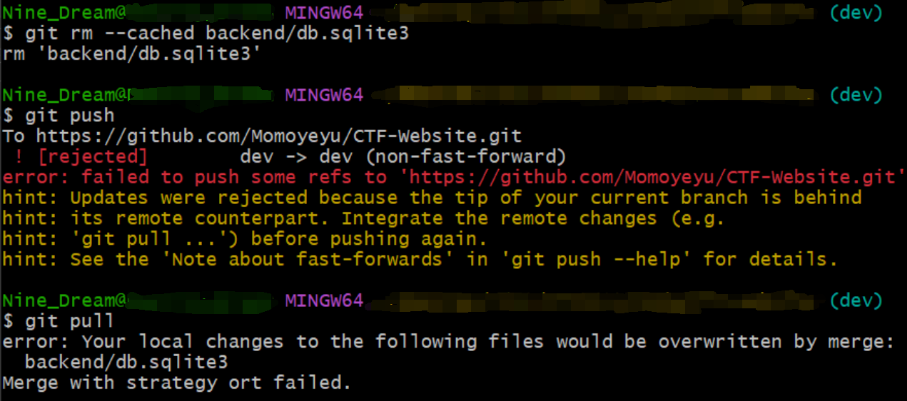 Nine_Dream@ MINGW64 (dev)
$ git rm --cached backend/db.sqlite3
rm 'backend/db.sqlite3'
Nine_Dream@ MINGW64 (dev)
$ git push
To https://github.com/Momoyeyu/CTF-Website.git
! [rejected] dev -> dev (non-fast-forward)
error: failed to push some refs to 'https://github.com/Momoyeyu/CTF-Website.git'
hint: Updates were rejected because the tip of your current branch is behind
hint: its remote counterpart. Integrate the remote changes (e.g.
hint: 'git pull ...') before pushing again.
hint: See the 'Note about fast-forwards' in 'git push --help' for details.
Nine_Dream@ MINGW64 (dev)
$ git pull
error: Your local changes to the following files would be overwritten by merge:
backend/db.sqlite3
Merge with strategy ort failed.